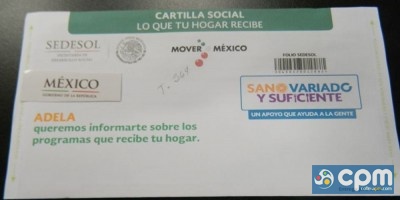 CARTILLA SOCIAL
LO QUE TU HOGAR RECIBE
SEDESOL
MOVER MÉXICO
FOLIO SEDESOL
MÉXICO
GOBIERNO DE LA REPÚBLICA
SANO VARIADO
Y SUFICIENTE
UN APOYO QUE AYUDA A LA GENTE
ADELA
queremos informarte sobre los
programas que recibe tu hogar.
cpm